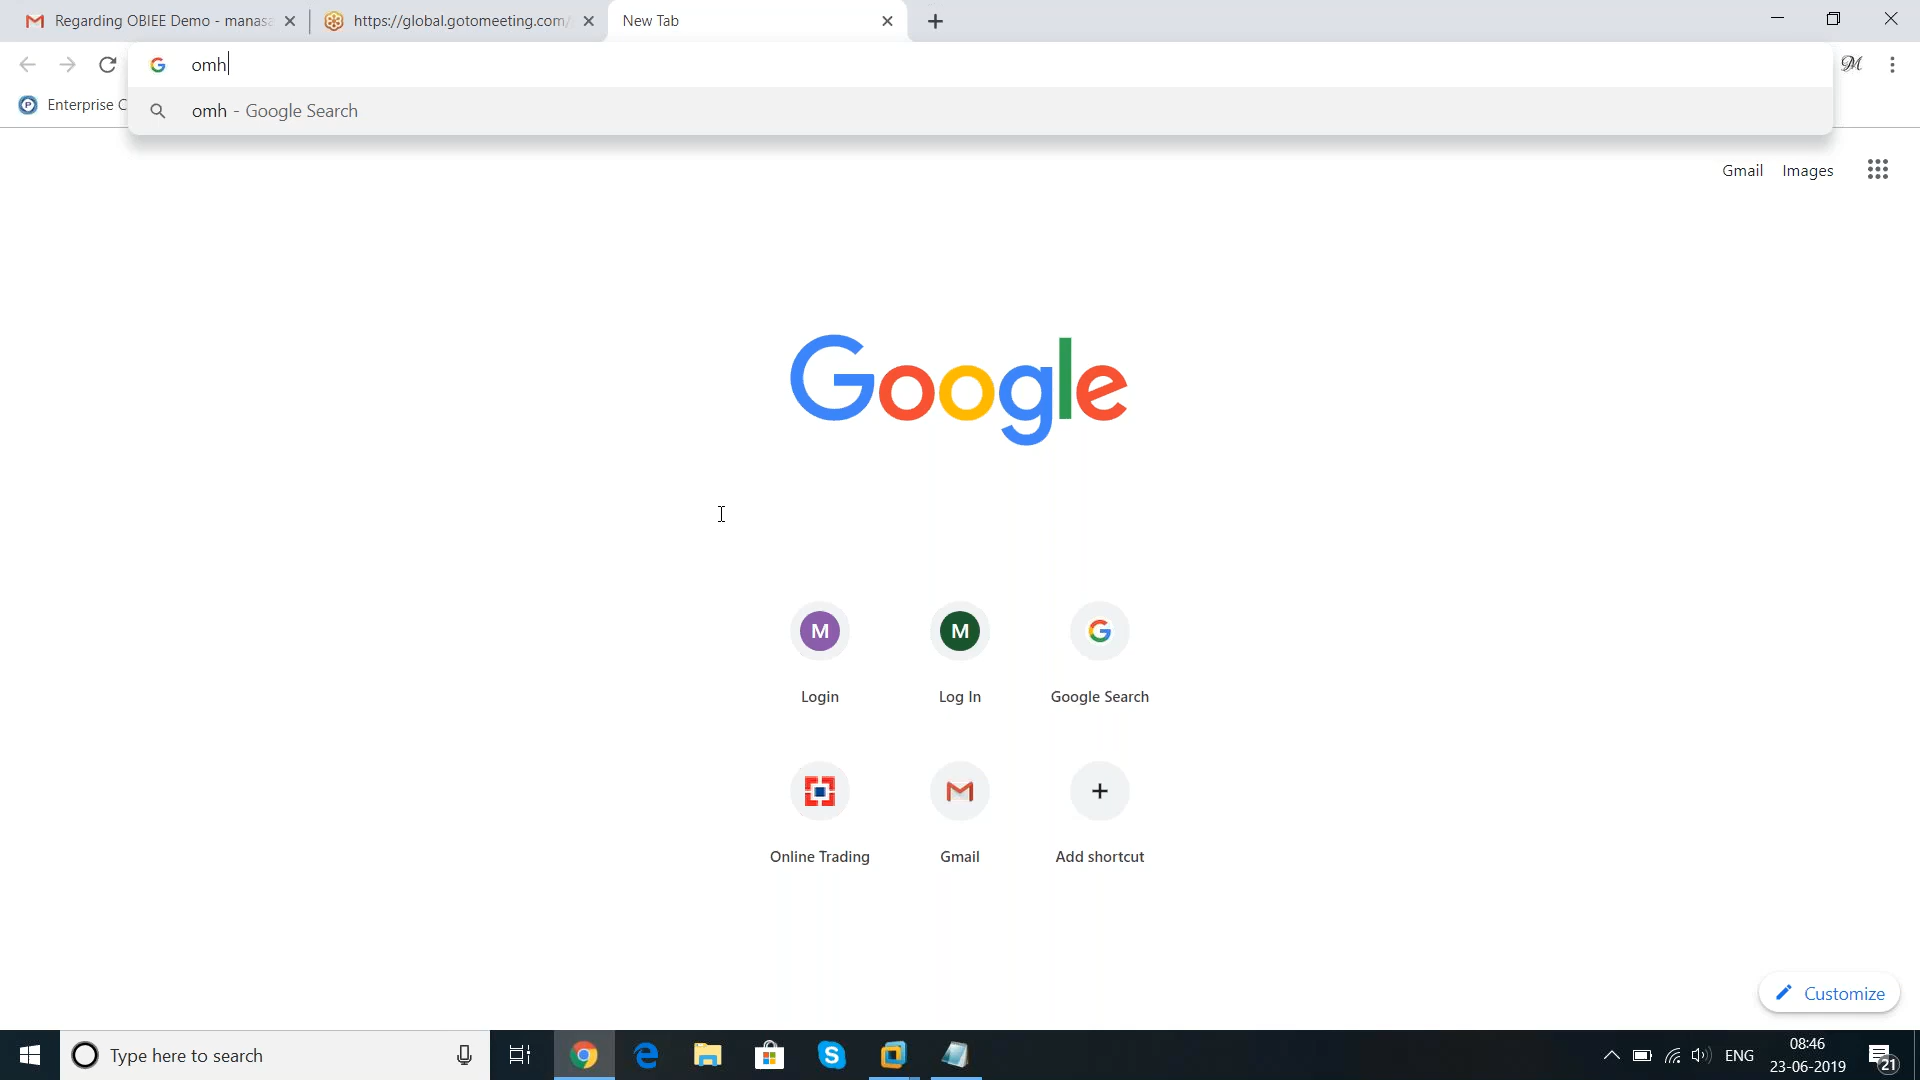 Regarding OBIEE Demo - manasa
https://global.gotomeeting.com/
New Tab
omh
Enterprise C
omh - Google Search
Gmail
Images
Google
M
M
Login
Log In
Google Search
Online Trading
Gmail
Add shortcut
Customize
Type here to search
ENG
08:46
23-06-2019
21